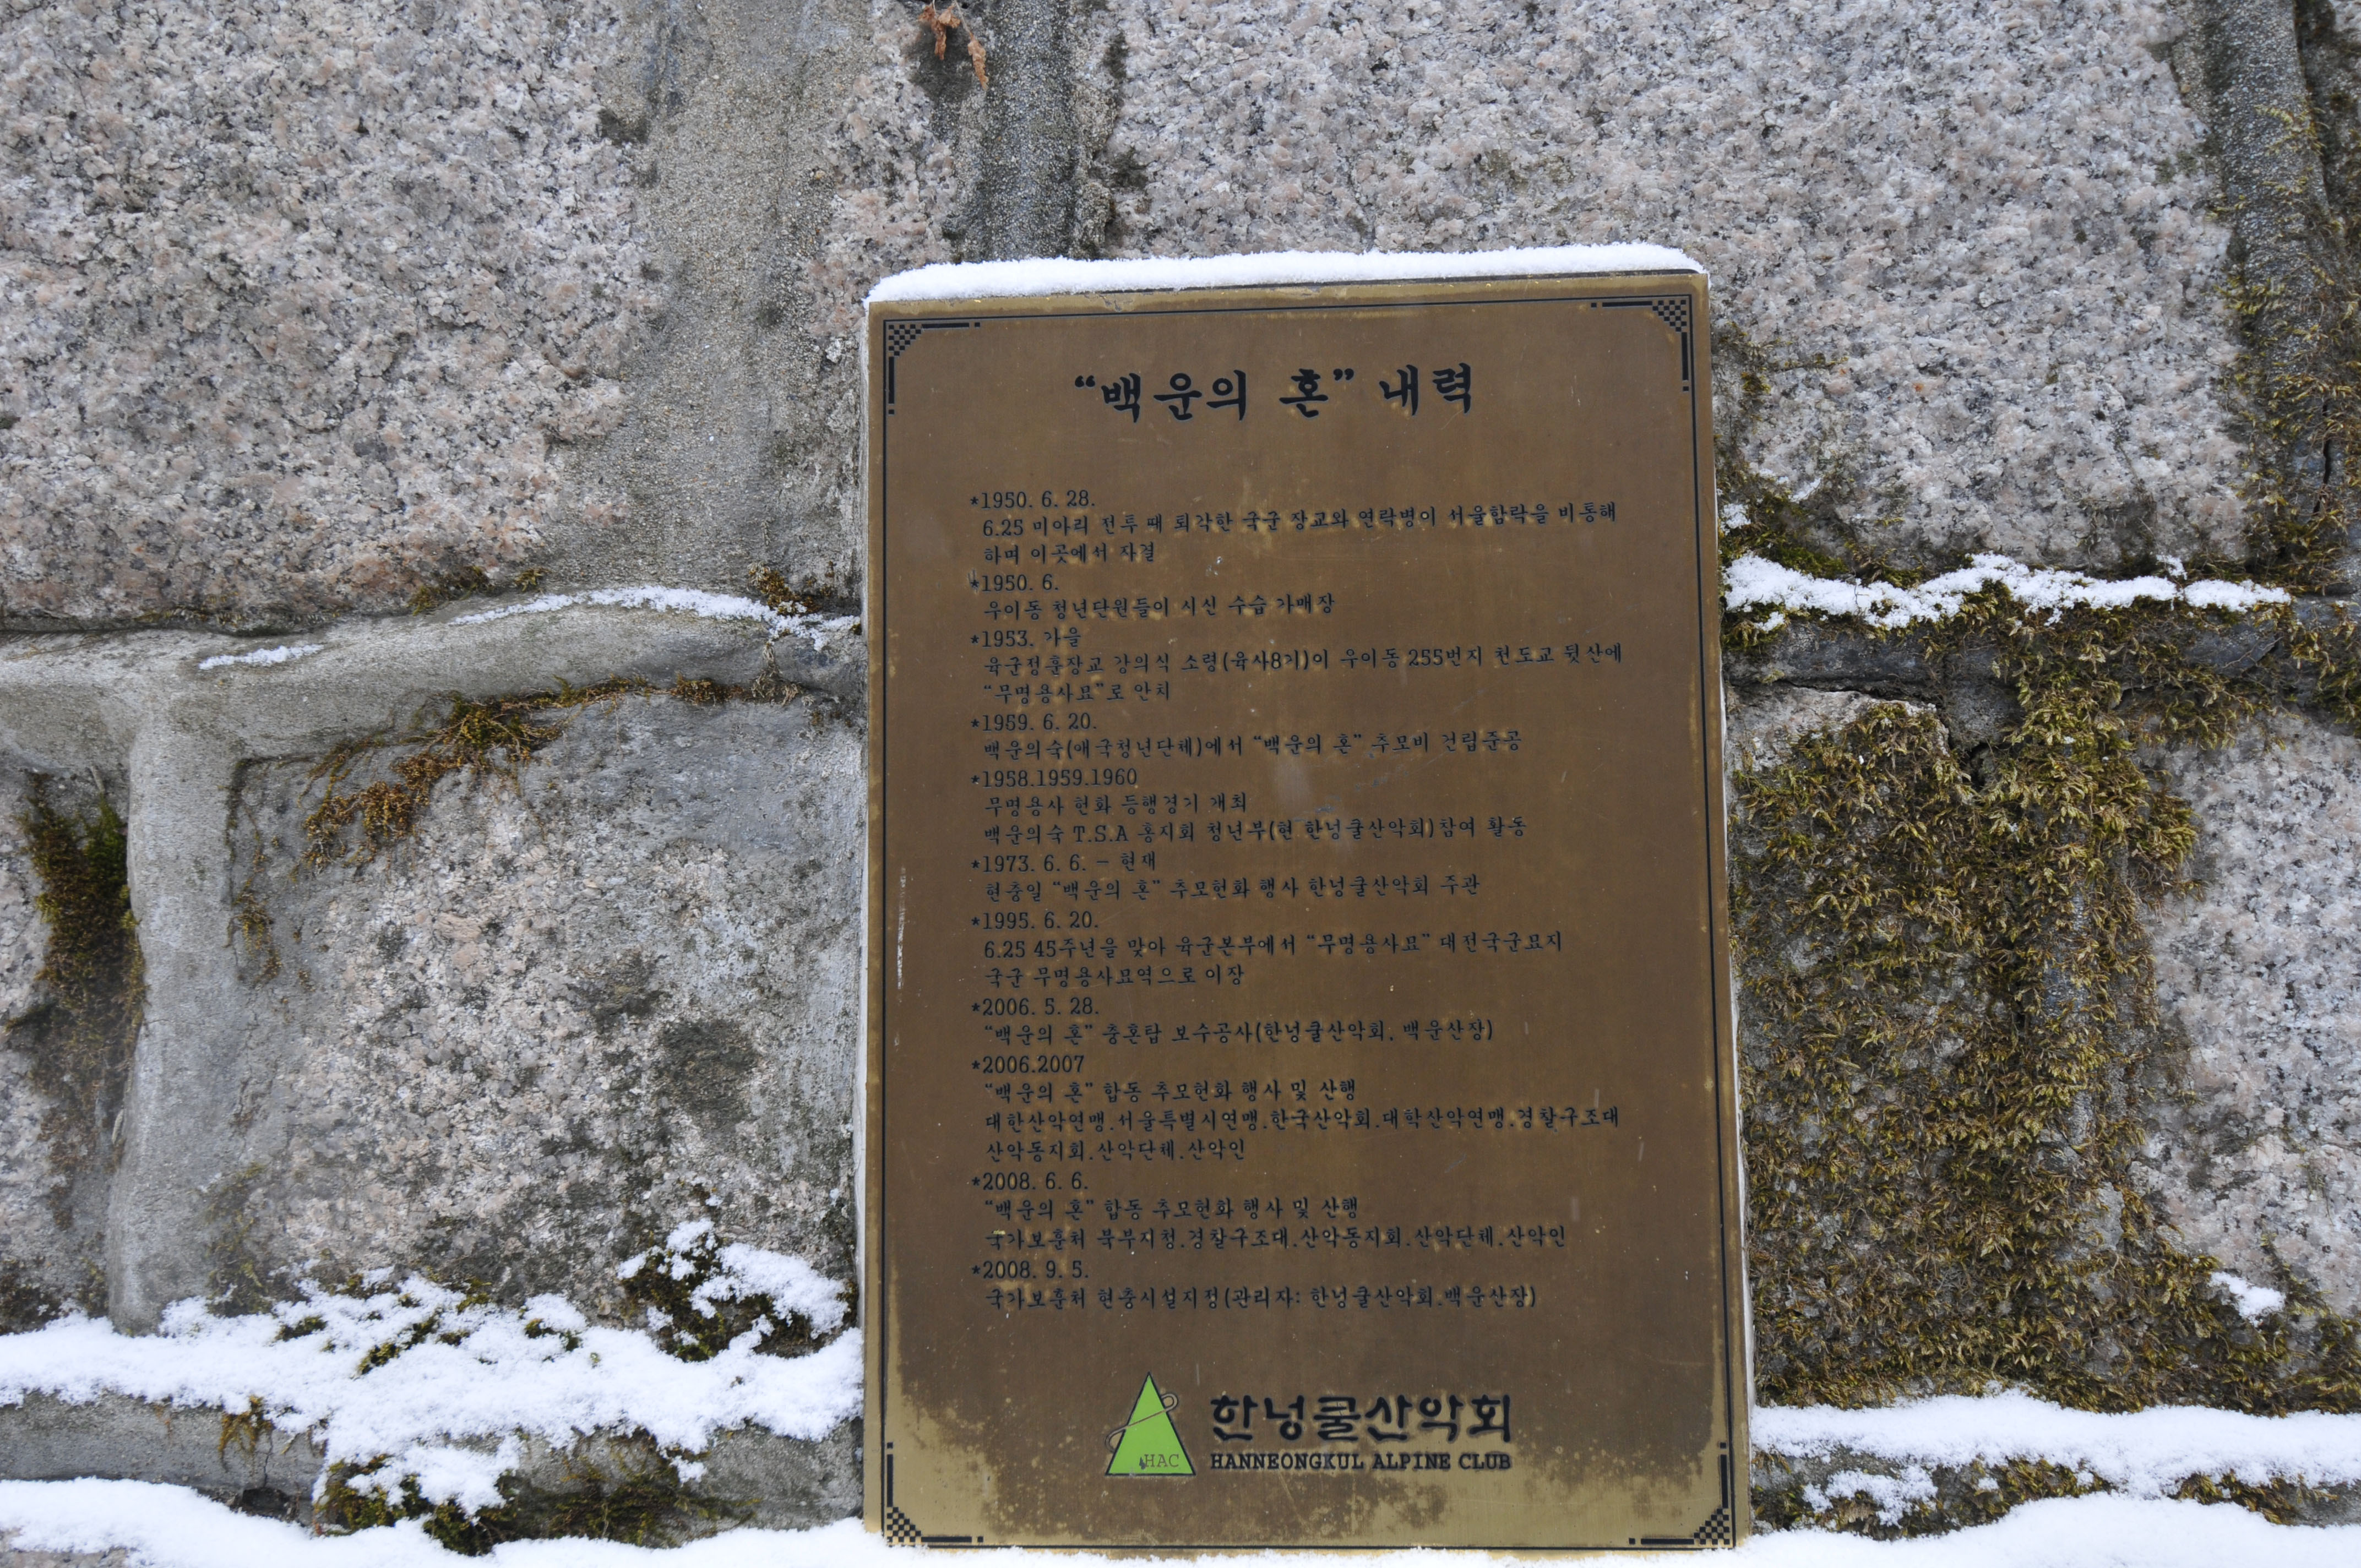 “백운의 혼” 내력
*1950. 6. 28.
6.25 미아리 전투 때 퇴각한 국군 장교와 연락병이 서울함락을 비통해
하며 이곳에서 자결
*1950. 6.
우이동 청년단원들이 시신 수습 가매장
*1953. 가을
육군정훈장교 강의식 소령(육사8기)이 우이동 255번지 천도교 뒷산에
“무명용사묘”로 안치
*1959. 6. 20.
백운의숙(애국청년단체)에서 “백운의 혼” 추모비 건립준공
*1958.1959.1960
무명용사 헌화 등행경기 개최
백운의숙 T.S.A 홍지회 청년부(현 한넝쿨산악회)참여 활동
*1973. 6. 6. - 현재
현충일 “백운의 혼” 추모헌화 행사 한넝쿨산악회 주관
*1995. 6. 20.
6.25 45주년을 맞아 육군본부에서 “무명용사묘” 대전국군묘지
국군 무명용사묘역으로 이장
*2006. 5. 28.
“백운의 혼” 충혼탑 보수공사(한넝쿨산악회, 백운산장)
*2006.2007
“백운의 혼” 합동 추모헌화 행사 및 산행
대한산악연맹.서울특별시연맹.한국산악회.대학산악연맹.경찰구조대
산악동지회.산악단체.산악인
*2008. 6. 6.
“백운의 혼” 합동 추모헌화 행사 및 산행
국가보훈처 북부지청.경찰구조대.산악동지회.산악단체.산악인
*2008. 9. 5.
국가보훈처 현충시설지정(관리자: 한넝쿨산악회.백운산장)
HAC
한넝쿨산악회
HANNEONGKUL ALPINE CLUB